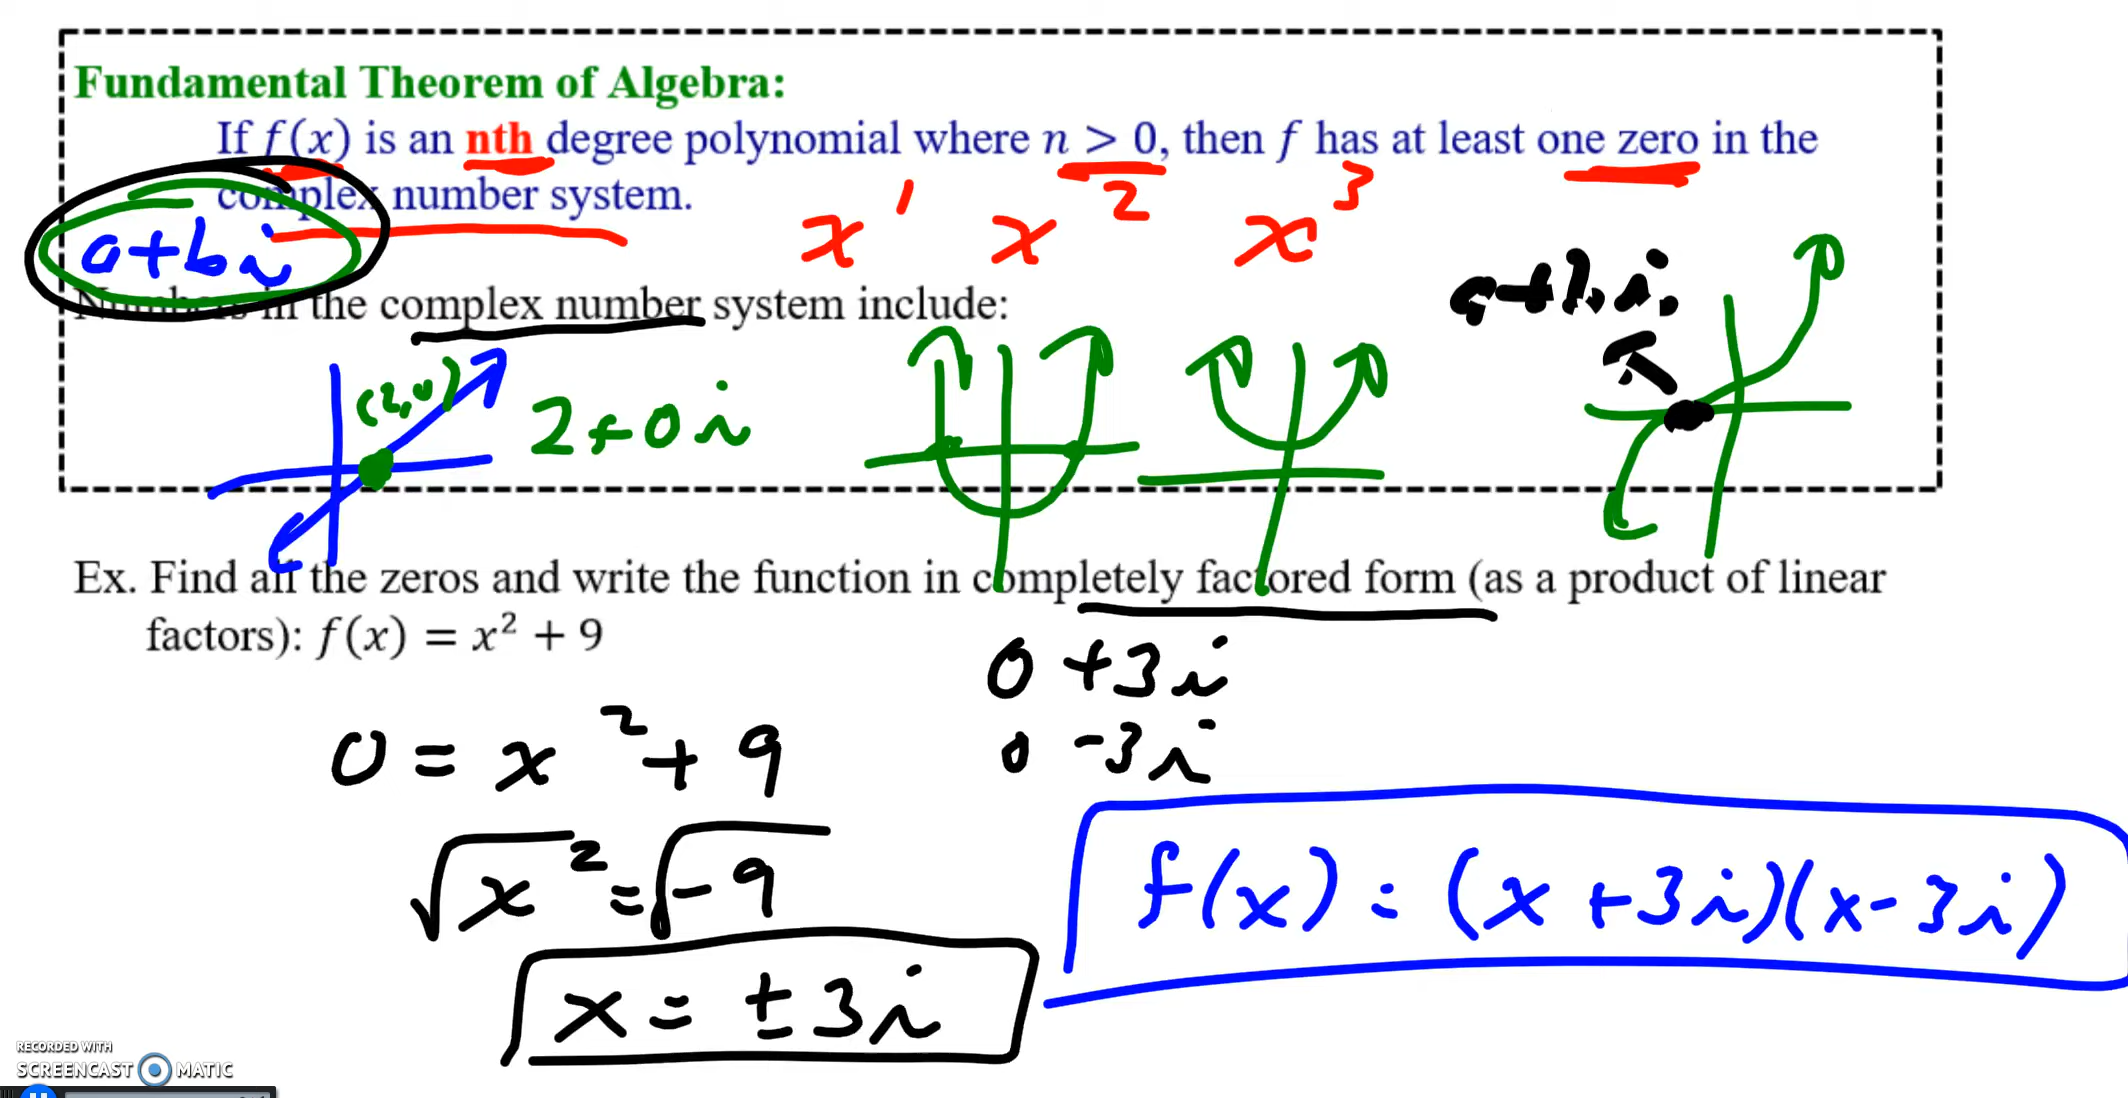 Fundamental Theorem of Algebra:
If f(x) is an nth degree polynomial where n > 0, then f has at least one zero in the
complex number system.
x¹ x² x³
a+bi
a+bi
Numbers in the complex number system include:
(2,0)
2+0i
Ex. Find all the zeros and write the function in completely factored form (as a product of linear
factors): f(x) = x² + 9
0 +3i
0 -3i
0 = x² + 9
√x² = √-9
x = ±3i
f(x) = (x +3i)(x-3i)
RECORDED WITH
SCREENCAST MATIC